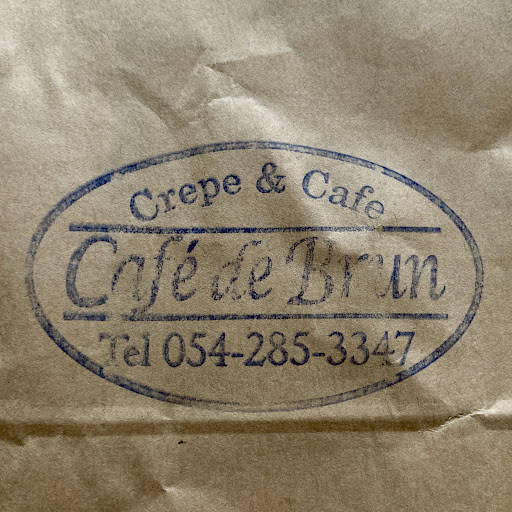 Crepe & Cafe
Café de Brun
Tel 054-285-3347